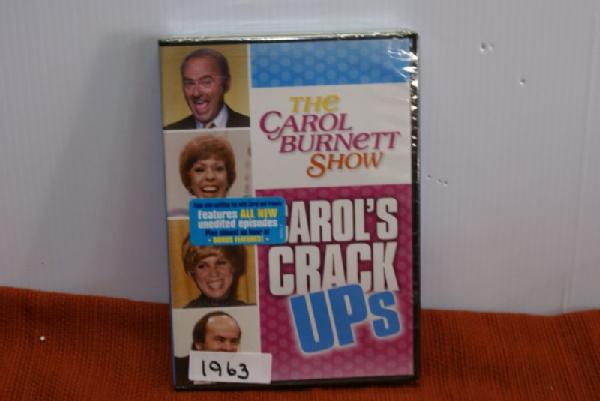 THE
CAROL
BURNETT
SHOW
Features ALL NEW
unedited episodes
BONUS FEATURES!
CAROL'S
CRACK
UPs
1963